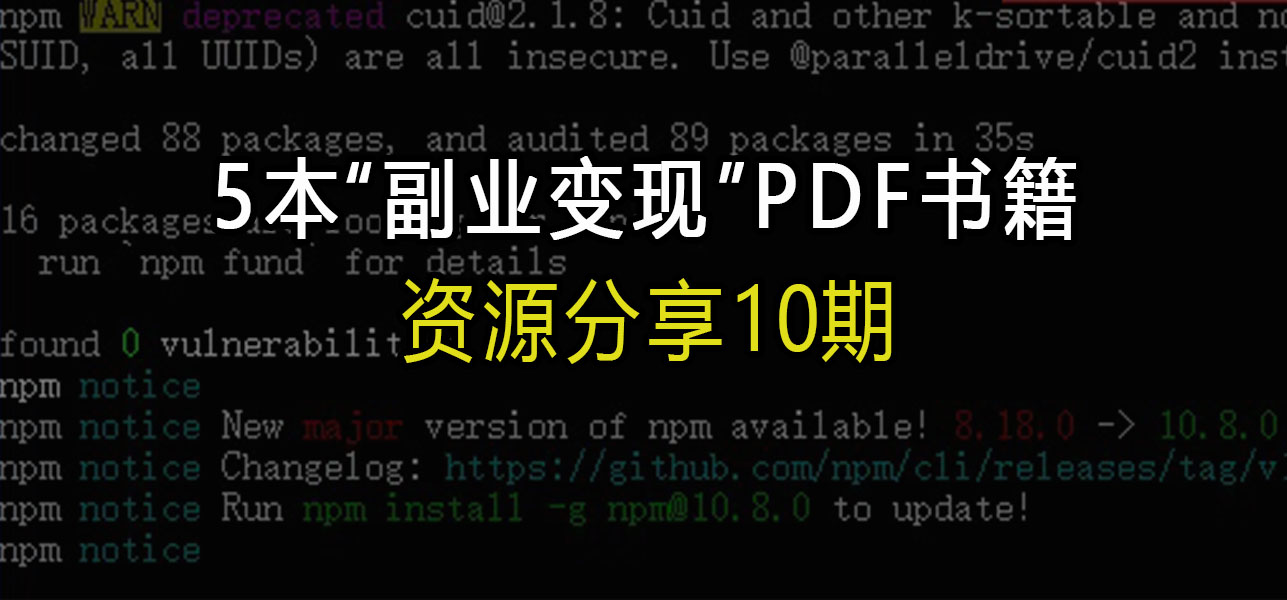 npm WARN deprecated cuid@2.1.8: Cuid and other k-sortable and
SUID, all UUIDs) are all insecure. Use @paralleldrive/cuid2
changed 88 packages, and audited 89 packages in 35s
5本“副业变现”PDF书籍
16 packages
run `npm fund` for details
资源分享10期
found 0
npm notice
npm notice New major version of npm available! 8.18.0 -> 10.8.0
npm notice Changelog: https://github.com/npm/cli/releases/tag/v
npm notice Run npm install -g npm@10.8.0 to update!
npm notice